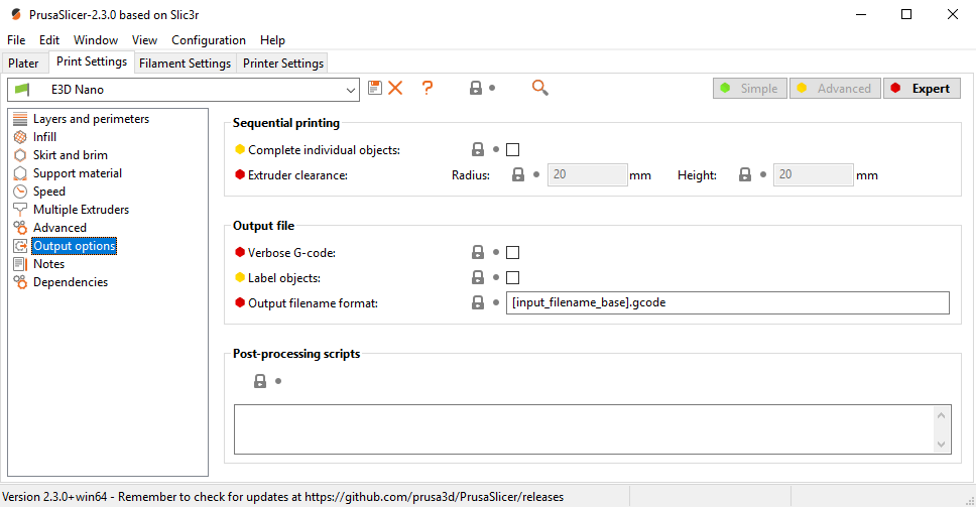 PrusaSlicer-2.3.0 based on Slic3r
File Edit Window View Configuration Help
Plater Print Settings Filament Settings Printer Settings
E3D Nano ? Simple Advanced Expert
Layers and perimeters
Infill
Skirt and brim
Support material
Speed
Multiple Extruders
Advanced
Output options
Notes
Dependencies
Sequential printing
Complete individual objects:
Extruder clearance: Radius: 20 mm Height: 20 mm
Output file
Verbose G-code:
Label objects:
Output filename format: [input_filename_base].gcode
Post-processing scripts
Version 2.3.0+win64 - Remember to check for updates at https://github.com/prusa3d/PrusaSlicer/releases